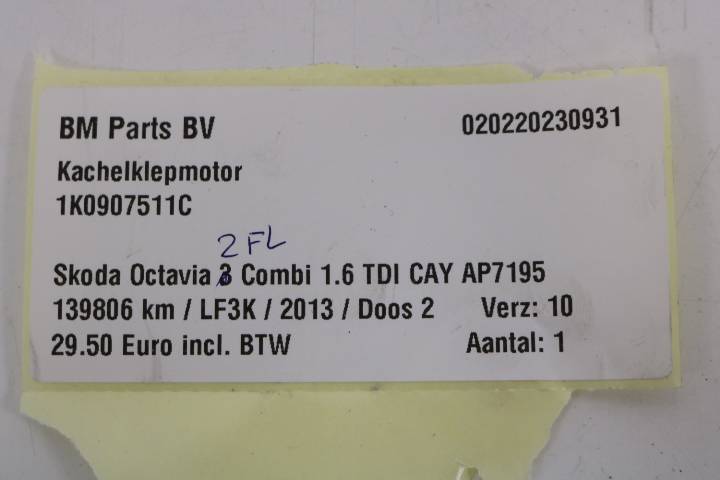 BM Parts BV 020220230931
Kachelklepmotor
1K0907511C
2FL
Skoda Octavia 3 Combi 1.6 TDI CAY AP7195
139806 km / LF3K / 2013 / Doos 2 Verz: 10
29.50 Euro incl. BTW Aantal: 1